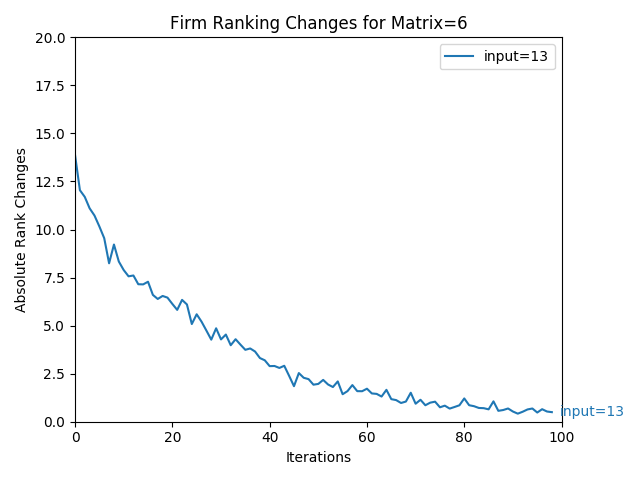 Firm Ranking Changes for Matrix=6
input=13
Absolute Rank Changes
20.0
17.5
15.0
12.5
10.0
7.5
5.0
2.5
0.0
input=13
0 20 40 60 80 100
Iterations